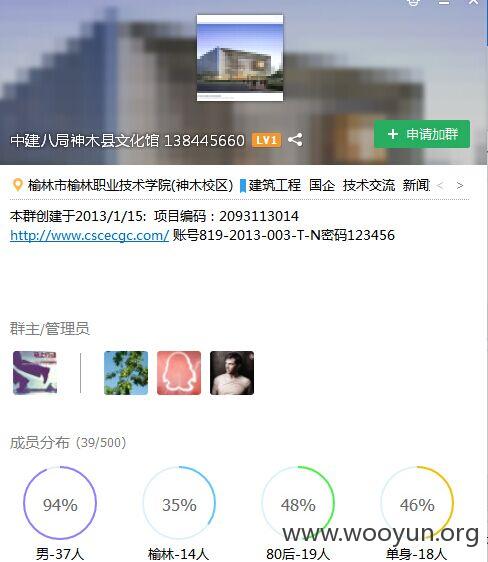 中建八局神木县文化馆 138445660 LV1
+ 申请加群
榆林市榆林职业技术学院(神木校区) 建筑工程 国企 技术交流 新闻 < >
本群创建于2013/1/15: 项目编码：2093113014
http://www.cscecgc.com/ 账号819-2013-003-T-N密码123456
群主/管理员
成员分布 (39/500)
94% 35% 48% 46%
www.wooyun.org
男-37人 榆林-14人 80后-19人 单身-18人